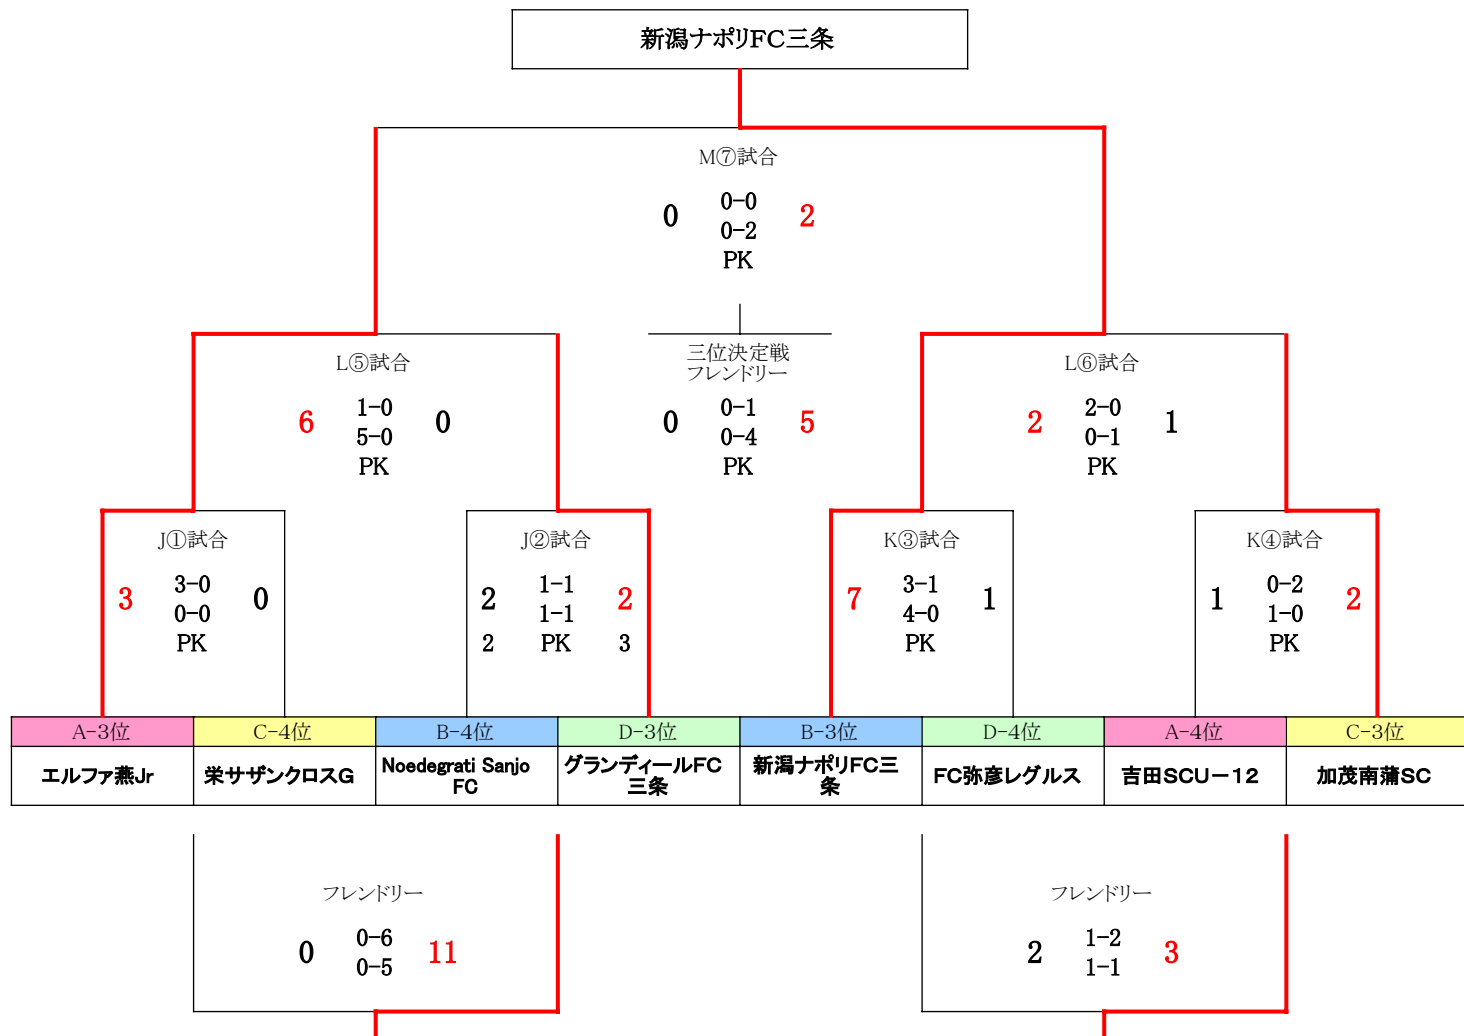 新潟ナポリFC三条
M⑦試合
0 0-0 2
0-2
PK
L⑤試合
6 1-0 0
5-0
PK
三位決定戦
フレンドリー
0 0-1 5
0-4
PK
L⑥試合
2 2-0 1
0-1
PK
J①試合
3 3-0 0
0-0
PK
J②試合
2 1-1 2
1-1
2 PK 3
K③試合
7 3-1 1
4-0
PK
K④試合
1 0-2 2
1-0
PK
A-3位 C-4位 B-4位 D-3位 B-3位 D-4位 A-4位 C-3位
エルファ燕Jr
栄サザンクロスG
Noedegrati Sanjo
FC
グランディールFC
三条
新潟ナポリFC三
条
FC弥彦レグルス
吉田SCU－12
加茂南蒲SC
フレンドリー
0 0-6 11
0-5
フレンドリー
2 1-2 3
1-1